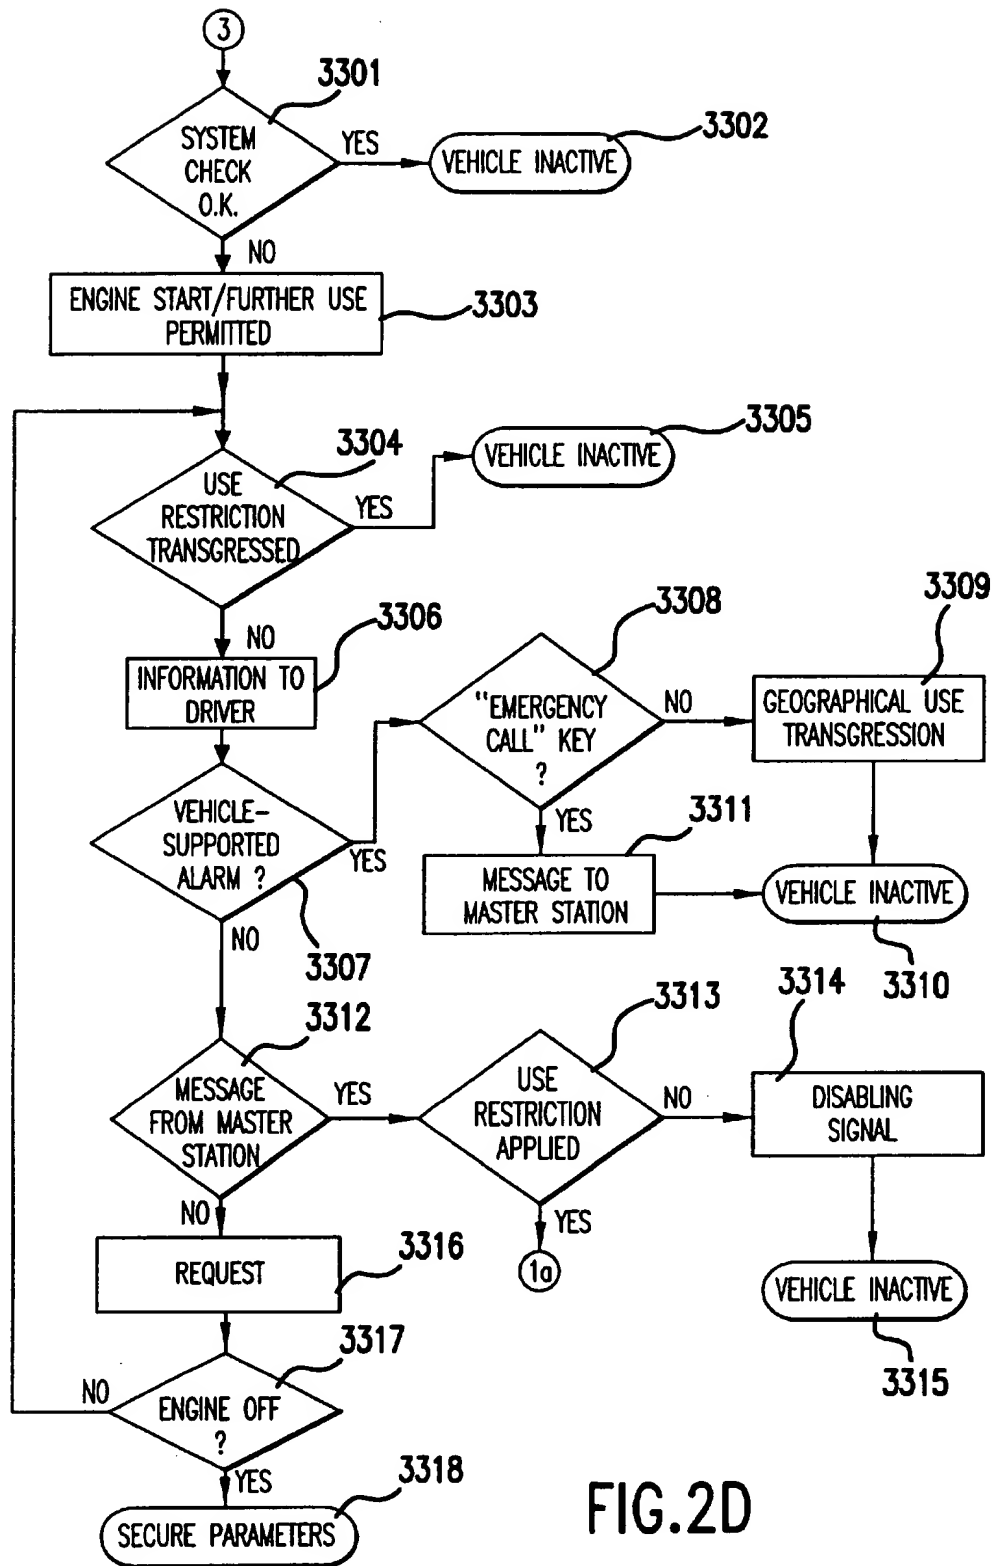 3
3301
SYSTEM
CHECK
O.K.
YES
3302
VEHICLE INACTIVE
NO
ENGINE START/FURTHER USE
PERMITTED
3303
3304
USE
RESTRICTION
TRANSGRESSED
YES
3305
VEHICLE INACTIVE
NO
3306
INFORMATION TO
DRIVER
3308
"EMERGENCY
CALL" KEY
?
NO
3309
GEOGRAPHICAL USE
TRANSGRESSION
VEHICLE-
SUPPORTED
ALARM ?
YES
YES
3311
MESSAGE TO
MASTER STATION
VEHICLE INACTIVE
3310
NO
3307
3312
MESSAGE
FROM MASTER
STATION
YES
3313
USE
RESTRICTION
APPLIED
NO
3314
DISABLING
SIGNAL
YES
1a
VEHICLE INACTIVE
3315
NO
REQUEST
3316
3317
ENGINE OFF
?
NO
YES
3318
SECURE PARAMETERS
FIG.2D